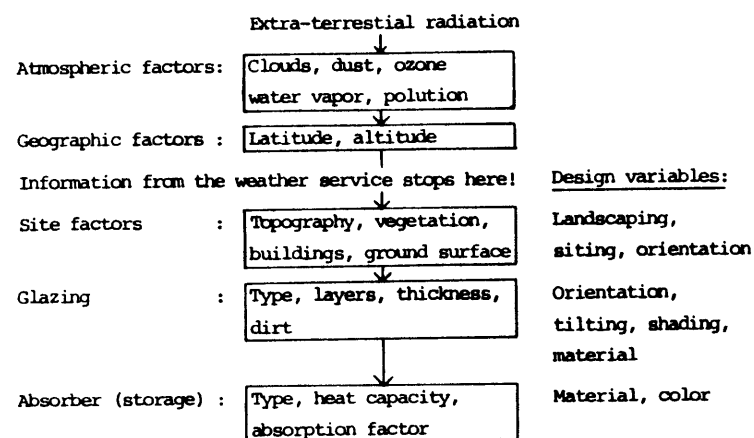 Extra-terrestial radiation
Atmospheric factors: Clouds, dust, ozone
water vapor, polution
Geographic factors : Latitude, altitude
Information from the weather service stops here! Design variables:
Site factors : Topography, vegetation, Landscaping,
buildings, ground surface siting, orientation
Glazing : Type, layers, thickness, Orientation,
dirt tilting, shading,
material
Absorber (storage) : Type, heat capacity, Material, color
absorption factor